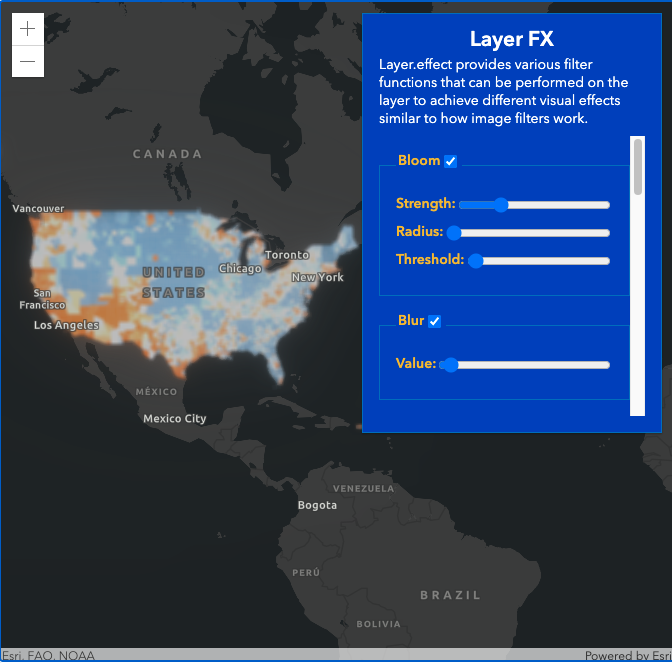 Layer FX
Layer.effect provides various filter
functions that can be performed on the
layer to achieve different visual effects
similar to how image filters work.
Bloom
Strength:
Radius:
Threshold:
Blur
Value:
CANADA
Vancouver
Toronto
Chicago
New York
UNITED
STATES
San
Francisco
Los Angeles
MÉXICO
Mexico City
VENEZUELA
Bogota
PERÚ
BRAZIL
BOLIVIA
Esri, FAO, NOAA
Powered by Esri